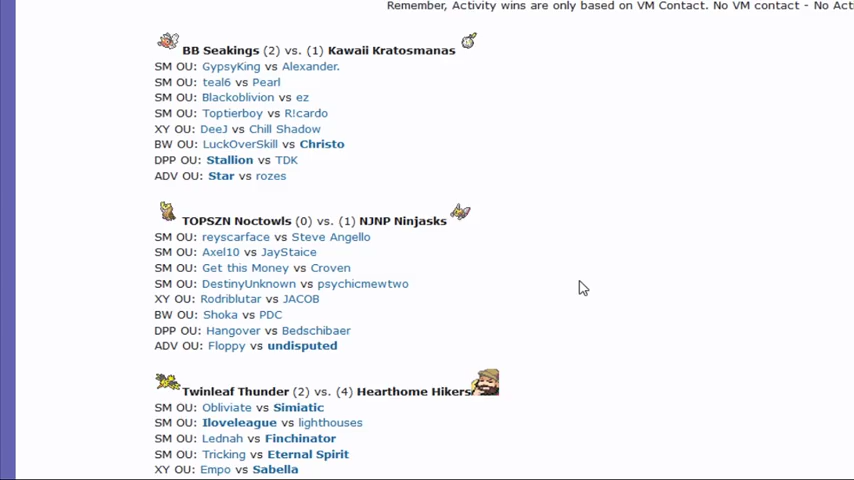 Remember, Activity wins are only based on VM Contact. No VM contact - No Acti
BB Seakings (2) vs. (1) Kawaii Kratosmanas
SM OU: GypsyKing vs Alexander.
SM OU: teal6 vs Pearl
SM OU: Blackoblivion vs ez
SM OU: Toptierboy vs R!cardo
XY OU: DeeJ vs Chill Shadow
BW OU: LuckOverSkill vs Christo
DPP OU: Stallion vs TDK
ADV OU: Star vs rozes
TOPSZN Noctowls (0) vs. (1) NJNP Ninjasks
SM OU: reyscarface vs Steve Angello
SM OU: Axel10 vs JayStaice
SM OU: Get this Money vs Croven
SM OU: DestinyUnknown vs psychicmewtwo
XY OU: Rodriblutar vs JACOB
BW OU: Shoka vs PDC
DPP OU: Hangover vs Bedschibaer
ADV OU: Floppy vs undisputed
Twinleaf Thunder (2) vs. (4) Hearthome Hikers
SM OU: Obliviate vs Simiatic
SM OU: Iloveleague vs lighthouses
SM OU: Lednah vs Finchinator
SM OU: Tricking vs Eternal Spirit
XY OU: Empo vs Sabella